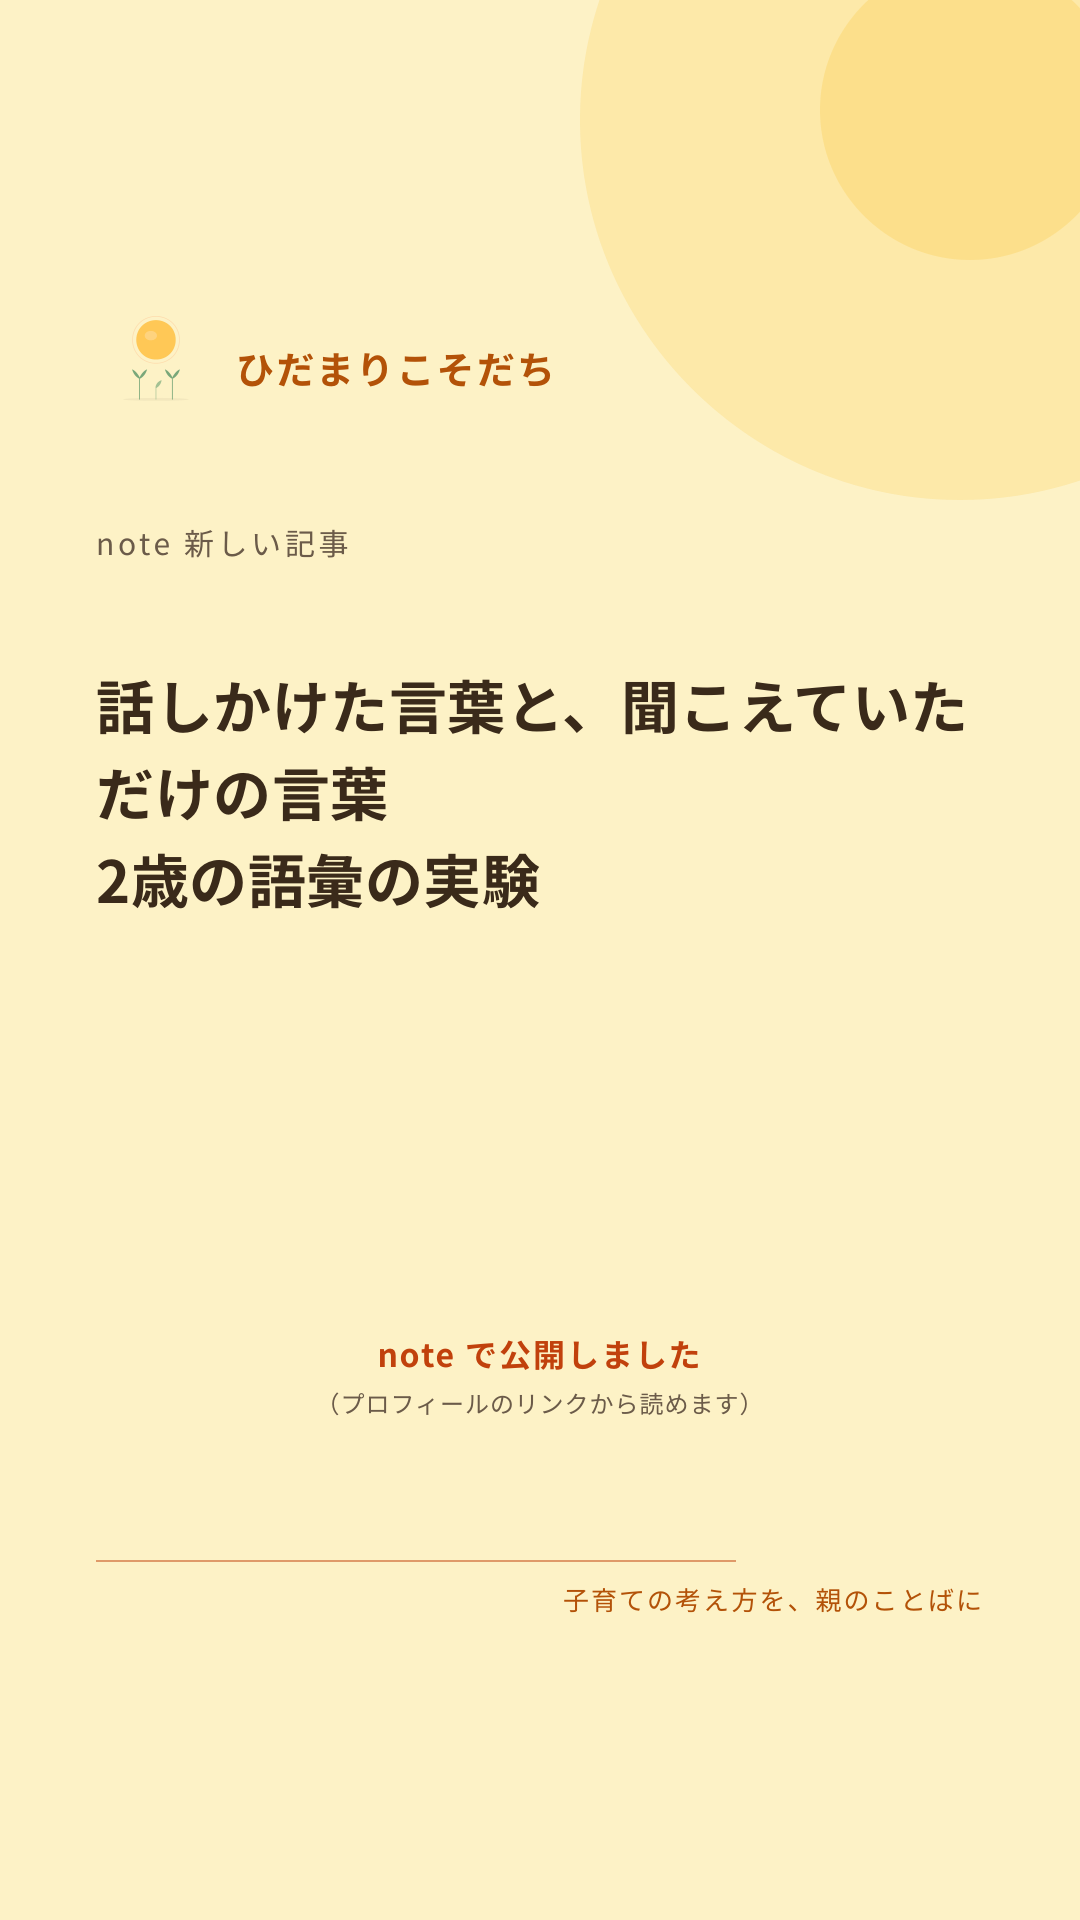 ひだまりこそだち
note 新しい記事
話しかけた言葉と、聞こえていた
だけの言葉
2歳の語彙の実験
note で公開しました
（プロフィールのリンクから読めます）
子育ての考え方を、親のことばに